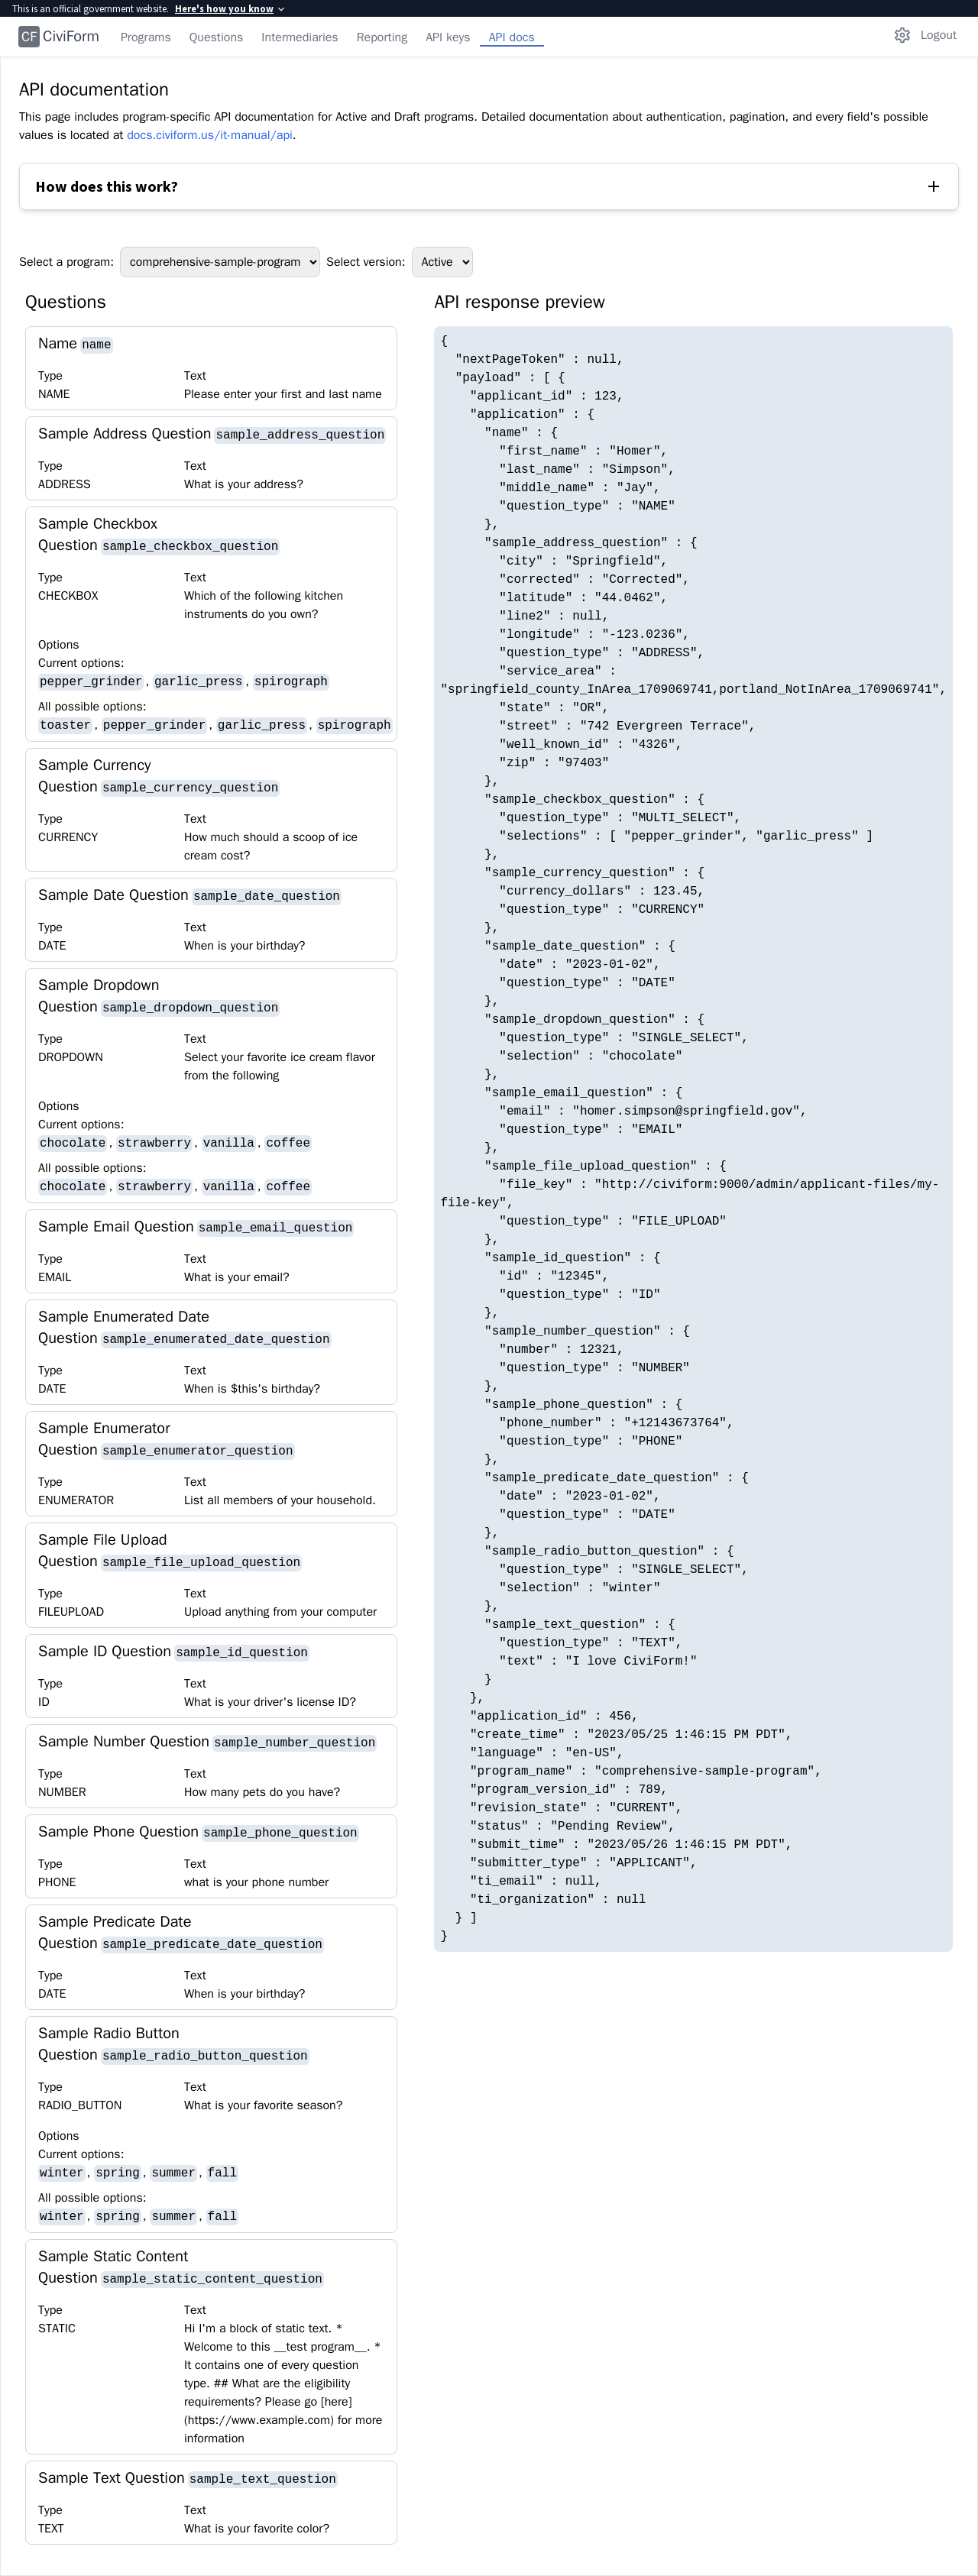 This is an official government website. Here's how you know
CF CiviForm Programs Questions Intermediaries Reporting API keys API docs Logout
API documentation
This page includes program-specific API documentation for Active and Draft programs. Detailed documentation about authentication, pagination, and every field's possible
values is located at docs.civiform.us/it-manual/api.
How does this work?
Select a program: comprehensive-sample-program Select version: Active
Questions
Name name
Type Text
NAME Please enter your first and last name
Sample Address Question sample_address_question
Type Text
ADDRESS What is your address?
Sample Checkbox
Question sample_checkbox_question
Type Text
CHECKBOX Which of the following kitchen
instruments do you own?
Options
Current options:
pepper_grinder, garlic_press, spirograph
All possible options:
toaster, pepper_grinder, garlic_press, spirograph
Sample Currency
Question sample_currency_question
Type Text
CURRENCY How much should a scoop of ice
cream cost?
Sample Date Question sample_date_question
Type Text
DATE When is your birthday?
Sample Dropdown
Question sample_dropdown_question
Type Text
DROPDOWN Select your favorite ice cream flavor
from the following
Options
Current options:
chocolate, strawberry, vanilla, coffee
All possible options:
chocolate, strawberry, vanilla, coffee
Sample Email Question sample_email_question
Type Text
EMAIL What is your email?
Sample Enumerated Date
Question sample_enumerated_date_question
Type Text
DATE When is $this's birthday?
Sample Enumerator
Question sample_enumerator_question
Type Text
ENUMERATOR List all members of your household.
Sample File Upload
Question sample_file_upload_question
Type Text
FILEUPLOAD Upload anything from your computer
Sample ID Question sample_id_question
Type Text
ID What is your driver's license ID?
Sample Number Question sample_number_question
Type Text
NUMBER How many pets do you have?
Sample Phone Question sample_phone_question
Type Text
PHONE what is your phone number
Sample Predicate Date
Question sample_predicate_date_question
Type Text
DATE When is your birthday?
Sample Radio Button
Question sample_radio_button_question
Type Text
RADIO_BUTTON What is your favorite season?
Options
Current options:
winter, spring, summer, fall
All possible options:
winter, spring, summer, fall
Sample Static Content
Question sample_static_content_question
Type Text
STATIC Hi I'm a block of static text. *
Welcome to this __test program__. *
It contains one of every question
type. ## What are the eligibility
requirements? Please go [here]
(https://www.example.com) for more
information
Sample Text Question sample_text_question
Type Text
TEXT What is your favorite color?
API response preview
{
  "nextPageToken" : null,
  "payload" : [ {
    "applicant_id" : 123,
    "application" : {
      "name" : {
        "first_name" : "Homer",
        "last_name" : "Simpson",
        "middle_name" : "Jay",
        "question_type" : "NAME"
      },
      "sample_address_question" : {
        "city" : "Springfield",
        "corrected" : "Corrected",
        "latitude" : "44.0462",
        "line2" : null,
        "longitude" : "-123.0236",
        "question_type" : "ADDRESS",
        "service_area" :
"springfield_county_InArea_1709069741,portland_NotInArea_1709069741",
        "state" : "OR",
        "street" : "742 Evergreen Terrace",
        "well_known_id" : "4326",
        "zip" : "97403"
      },
      "sample_checkbox_question" : {
        "question_type" : "MULTI_SELECT",
        "selections" : [ "pepper_grinder", "garlic_press" ]
      },
      "sample_currency_question" : {
        "currency_dollars" : 123.45,
        "question_type" : "CURRENCY"
      },
      "sample_date_question" : {
        "date" : "2023-01-02",
        "question_type" : "DATE"
      },
      "sample_dropdown_question" : {
        "question_type" : "SINGLE_SELECT",
        "selection" : "chocolate"
      },
      "sample_email_question" : {
        "email" : "homer.simpson@springfield.gov",
        "question_type" : "EMAIL"
      },
      "sample_file_upload_question" : {
        "file_key" : "http://civiform:9000/admin/applicant-files/my-
file-key",
        "question_type" : "FILE_UPLOAD"
      },
      "sample_id_question" : {
        "id" : "12345",
        "question_type" : "ID"
      },
      "sample_number_question" : {
        "number" : 12321,
        "question_type" : "NUMBER"
      },
      "sample_phone_question" : {
        "phone_number" : "+12143673764",
        "question_type" : "PHONE"
      },
      "sample_predicate_date_question" : {
        "date" : "2023-01-02",
        "question_type" : "DATE"
      },
      "sample_radio_button_question" : {
        "question_type" : "SINGLE_SELECT",
        "selection" : "winter"
      },
      "sample_text_question" : {
        "question_type" : "TEXT",
        "text" : "I love CiviForm!"
      }
    },
    "application_id" : 456,
    "create_time" : "2023/05/25 1:46:15 PM PDT",
    "language" : "en-US",
    "program_name" : "comprehensive-sample-program",
    "program_version_id" : 789,
    "revision_state" : "CURRENT",
    "status" : "Pending Review",
    "submit_time" : "2023/05/26 1:46:15 PM PDT",
    "submitter_type" : "APPLICANT",
    "ti_email" : null,
    "ti_organization" : null
  } ]
}